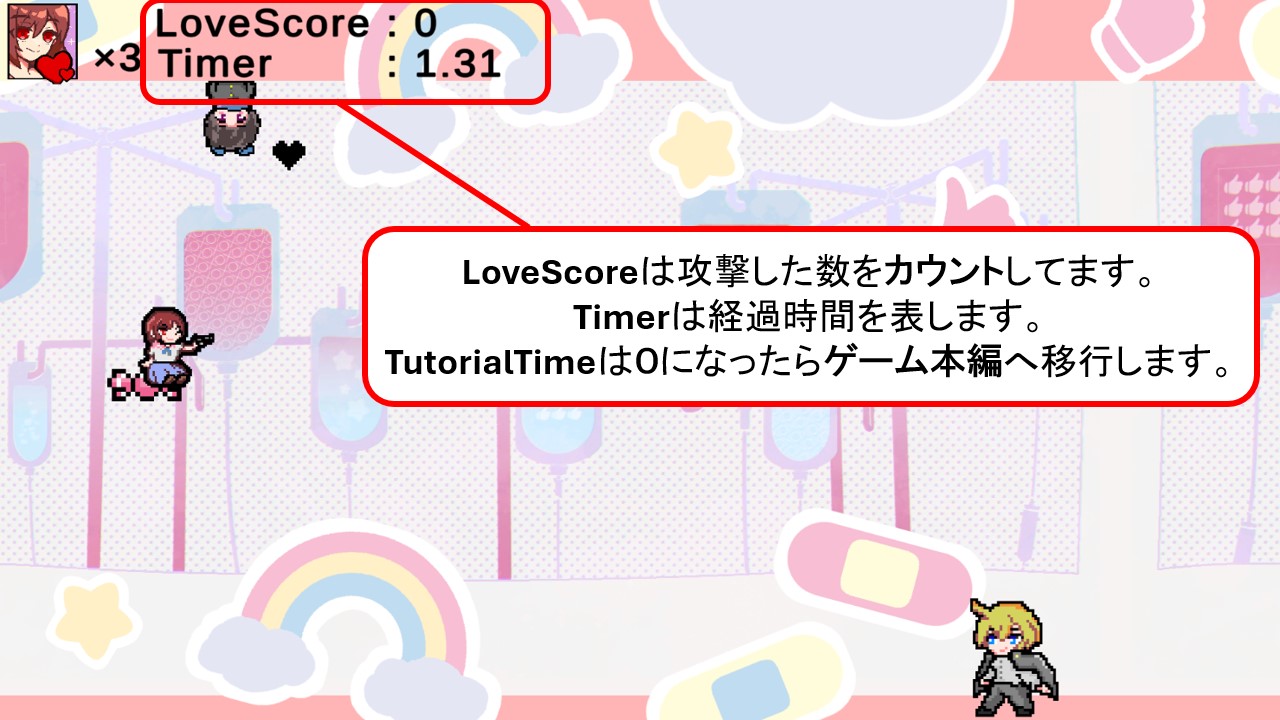 LoveScore : 0
×3
Timer : 1.31
LoveScoreは攻撃した数をカウントしてます。
Timerは経過時間を表します。
TutorialTimeは0になったらゲーム本編へ移行します。